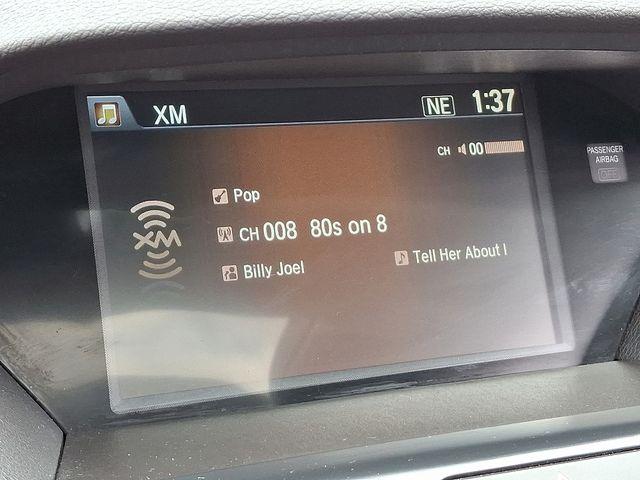 XM NE 1:37
CH 00
PASSENGER
AIRBAG
OFF
Pop
XM
CH 008 80s on 8
Billy Joel Tell Her About I